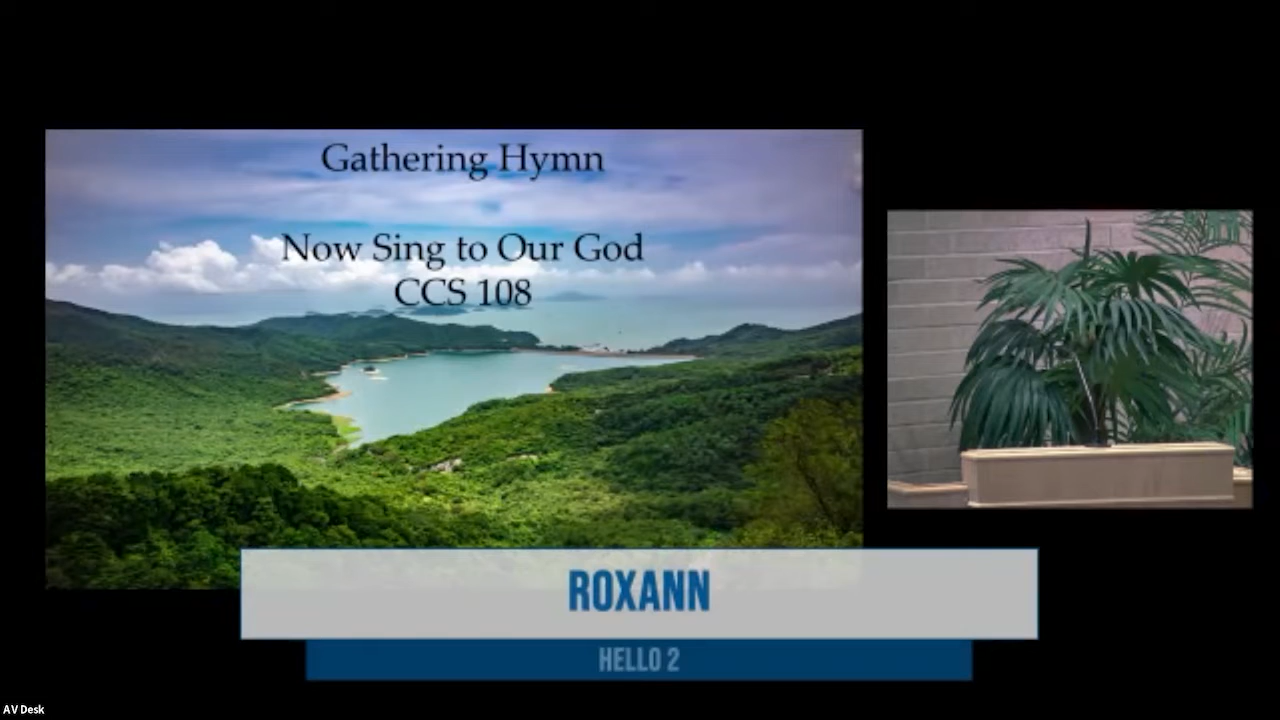 Gathering Hymn
Now Sing to Our God
CCS 108
ROXANN
HELLO 2
AV Desk